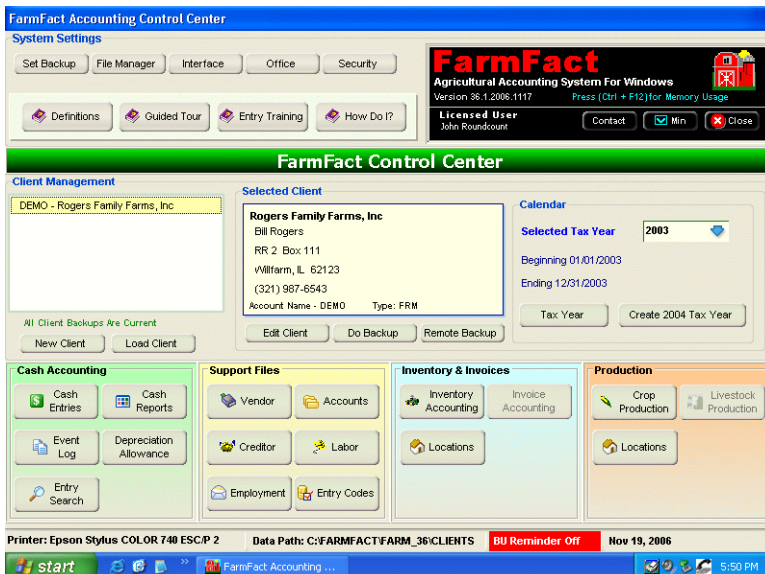 FarmFact Accounting Control Center
System Settings
Set Backup
File Manager
Interface
Office
Security
Definitions
Guided Tour
Entry Training
How Do I?
FarmFact
Agricultural Accounting System For Windows
Version 36.1.2006.1117
Press (Ctrl + F12)for Memory Usage
Licensed User
John Roundcount
Contact
Min
Close
FarmFact Control Center
Client Management
DEMO - Rogers Family Farms, Inc
All Client Backups Are Current
New Client
Load Client
Selected Client
Rogers Family Farms, Inc
Bill Rogers
RR 2 Box 111
Willfarm, IL 62123
(321) 987-6543
Account Name - DEMO Type: FRM
Edit Client
Do Backup
Remote Backup
Calendar
Selected Tax Year
2003
Beginning 01/01/2003
Ending 12/31/2003
Tax Year
Create 2004 Tax Year
Cash Accounting
Cash
Entries
Cash
Reports
Event
Log
Depreciation
Allowance
Entry
Search
Support Files
Vendor
Accounts
Creditor
Labor
Employment
Entry Codes
Inventory & Invoices
Inventory
Accounting
Invoice
Accounting
Locations
Production
Crop
Production
Livestock
Production
Locations
Printer: Epson Stylus COLOR 740 ESC/P 2
Data Path: C:\FARMFACT\FARM_36\CLIENTS
BU Reminder Off
Nov 19, 2006
start
FarmFact Accounting ...
5:50 PM